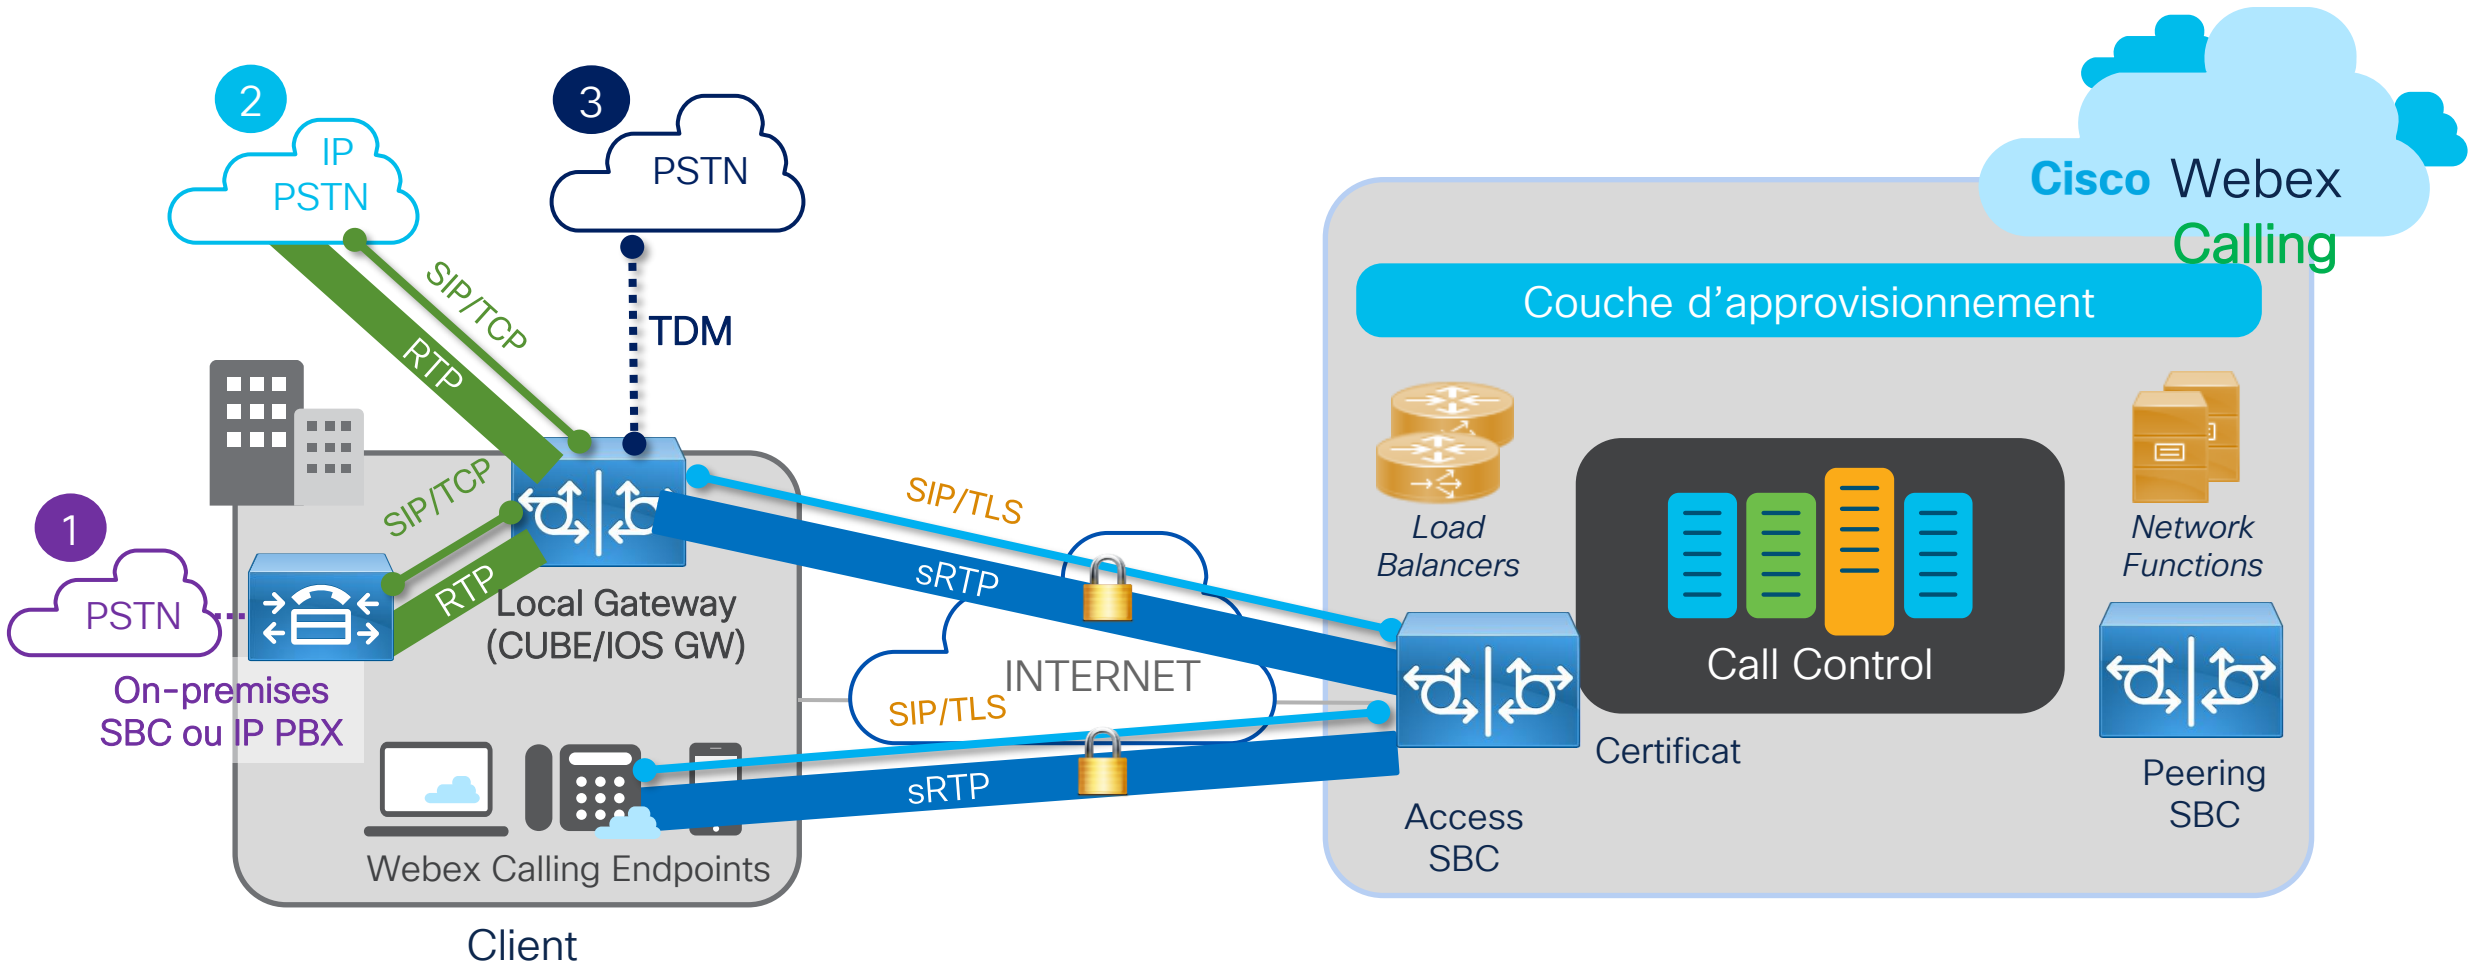 2
IP
PSTN
3
PSTN
Cisco Webex
Calling
SIP/TCP
RTP
TDM
Couche d’approvisionnement
1
PSTN
SIP/TCP
RTP
Local Gateway
(CUBE/IOS GW)
On-premises
SBC ou IP PBX
SIP/TLS
sRTP
INTERNET
SIP/TLS
sRTP
Load
Balancers
Call Control
Network
Functions
Certificat
Access
SBC
Peering
SBC
Webex Calling Endpoints
Client